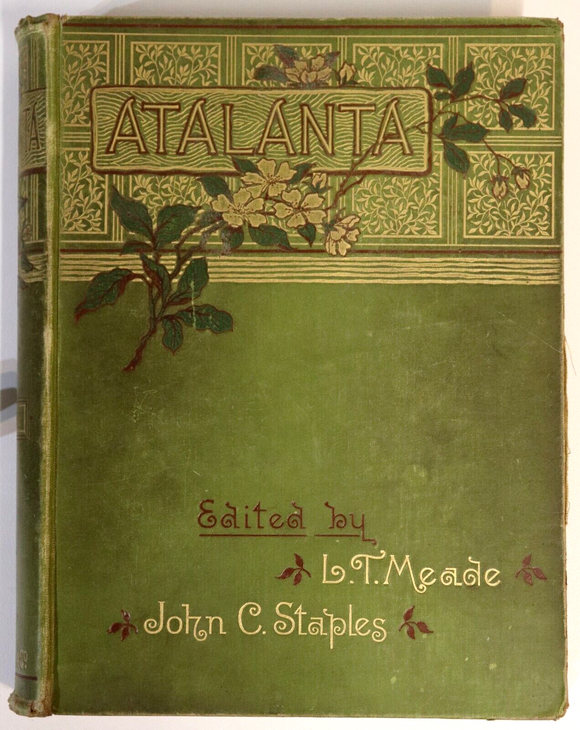 ATALANTA
Edited by
L.T. Meade
John C. Staples